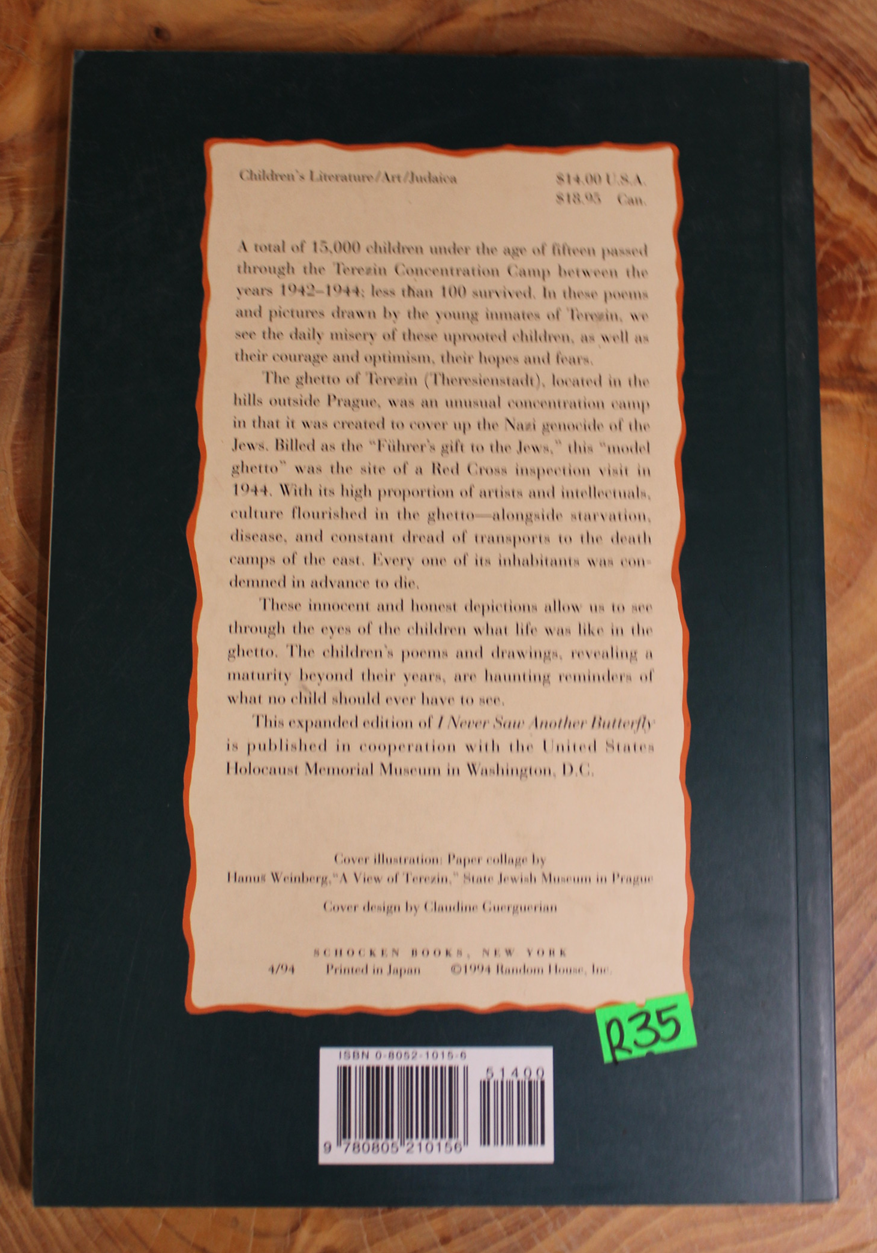 Children's Literature/Art/Judaica
$14.00 U.S.A.
$18.95 Can.
A total of 15,000 children under the age of fifteen passed
through the Terezin Concentration Camp between the
years 1942–1944; less than 100 survived. In these poems
and pictures drawn by the young inmates of Terezin, we
see the daily misery of these uprooted children, as well as
their courage and optimism, their hopes and fears.
The ghetto of Terezin (Theresienstadt), located in the
hills outside Prague, was an unusual concentration camp
in that it was created to cover up the Nazi genocide of the
Jews. Billed as the "Führer's gift to the Jews," this "model
ghetto" was the site of a Red Cross inspection visit in
1944. With its high proportion of artists and intellectuals,
culture flourished in the ghetto—alongside starvation,
disease, and constant dread of transports to the death
camps of the east. Every one of its inhabitants was con-
demned in advance to die.
These innocent and honest depictions allow us to see
through the eyes of the children what life was like in the
ghetto. The children's poems and drawings, revealing a
maturity beyond their years, are haunting reminders of
what no child should ever have to see.
This expanded edition of I Never Saw Another Butterfly
is published in cooperation with the United States
Holocaust Memorial Museum in Washington, D.C.
Cover illustration: Paper collage by
Hanuš Weinberg, "A View of Terezin," State Jewish Museum in Prague
Cover design by Claudine Guerguerian
SCHOCKEN BOOKS, NEW YORK
4/94 Printed in Japan ©1994 Random House, Inc.
R35
ISBN 0-8052-1015-6
51400
9 780805 210156